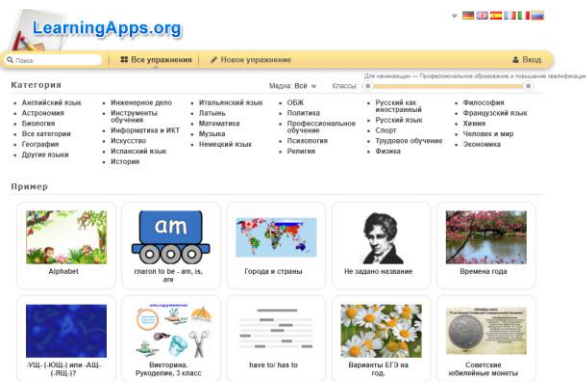 LearningApps.org
Поиск
Все упражнения
Новое упражнение
Вход
Для начинающих — Профессиональное образование и повышение квалификации
Категория
Медиа: Всё
Классы:
Английский язык
Астрономия
Биология
Все категории
География
Другие языки
Инженерное дело
Инструменты
обучения
Информатика и ИКТ
Искусство
Испанский язык
История
Итальянский язык
Латынь
Математика
Музыка
Немецкий язык
ОБЖ
Политика
Профессиональное
обучение
Психология
Религия
Русский как
иностранный
Русский язык
Спорт
Трудовое обучение
Физика
Философия
Французский язык
Химия
Человек и мир
Экономика
Пример
am
Alphabet
глагол to be - am, is,
are
Города и страны
Не задано название
Времена года
-УЩ- (-ЮЩ-) или -АЩ-
(-ЯЩ-)?
Викторина.
Рукоделие, 3 класс
have to/ has to
Варианты ЕГЭ на
год.
Советские
юбилейные монеты